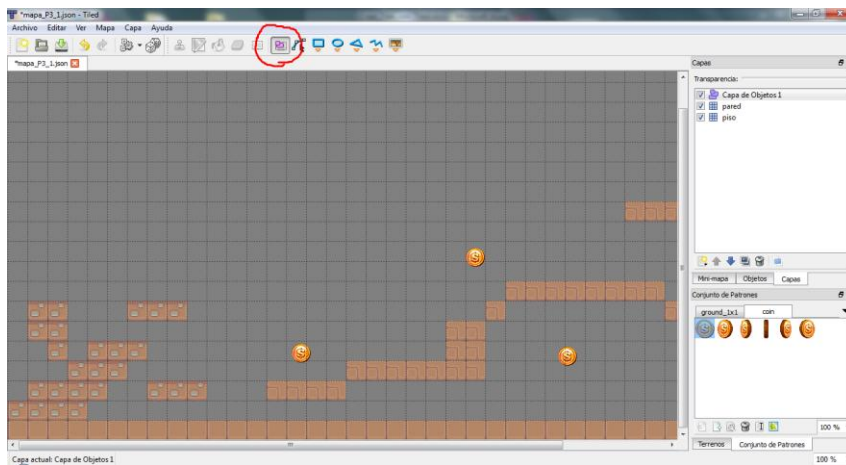 *mapa_P3_1.json - Tiled
Archivo Editar Ver Mapa Capa Ayuda
*mapa_P3_1.json
Capas
Transparencia:
Capa de Objetos 1
pared
piso
Mini-mapa Objetos Capas
Conjunto de Patrones
ground_1x1 coin
100 %
Terrenos Conjunto de Patrones
Capa actual: Capa de Objetos 1
100 %